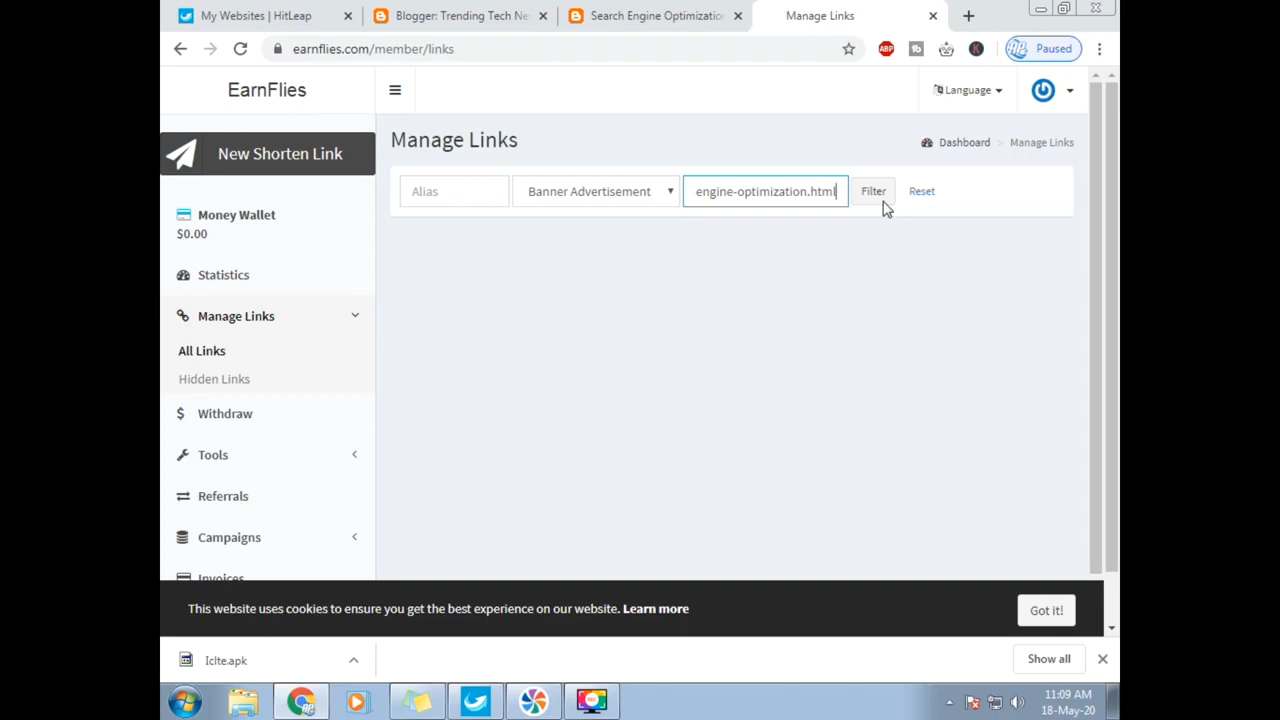 My Websites | HitLeap
Blogger: Trending Tech Ne
Search Engine Optimization
Manage Links
earnflies.com/member/links
ABP
Paused
EarnFlies
Language
New Shorten Link
Manage Links
Dashboard > Manage Links
Alias
Banner Advertisement
engine-optimization.html
Filter
Reset
Money Wallet
$0.00
Statistics
Manage Links
All Links
Hidden Links
Withdraw
Tools
Referrals
Campaigns
Invoices
This website uses cookies to ensure you get the best experience on our website. Learn more
Got it!
Iclte.apk
Show all
11:09 AM
18-May-20